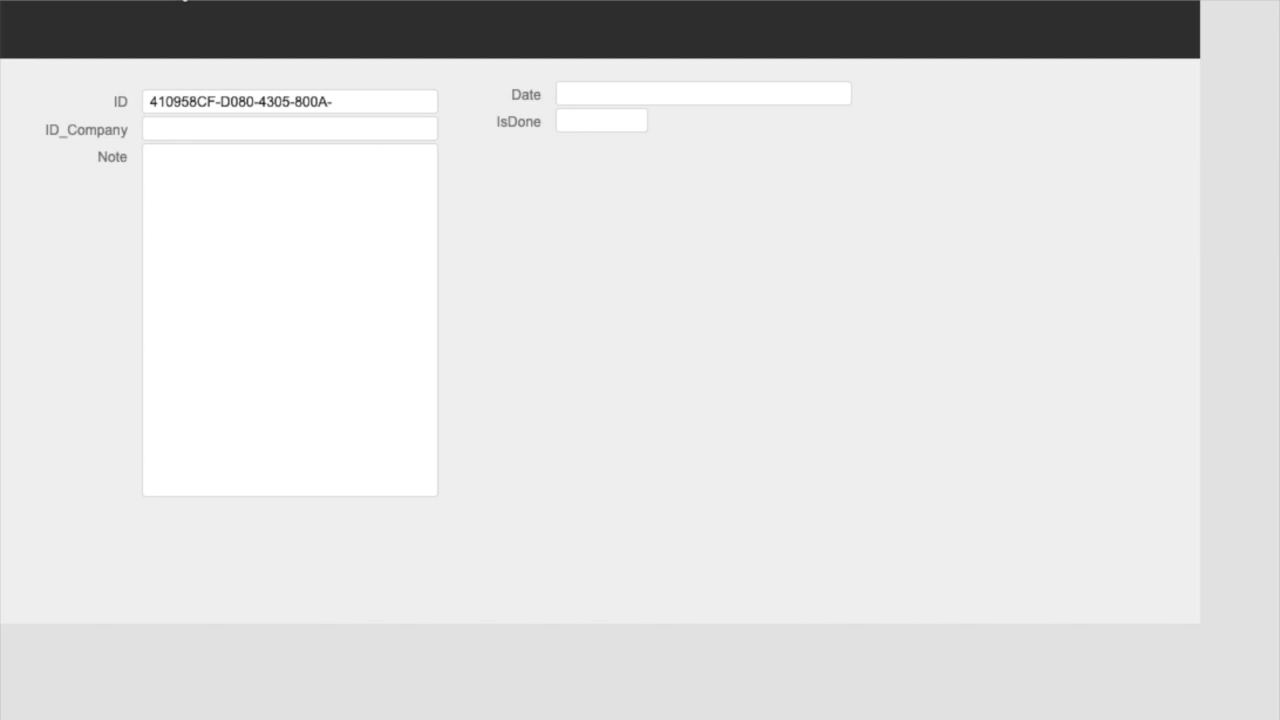 ID 410958CF-D080-4305-800A-
ID_Company
Note
Date
IsDone